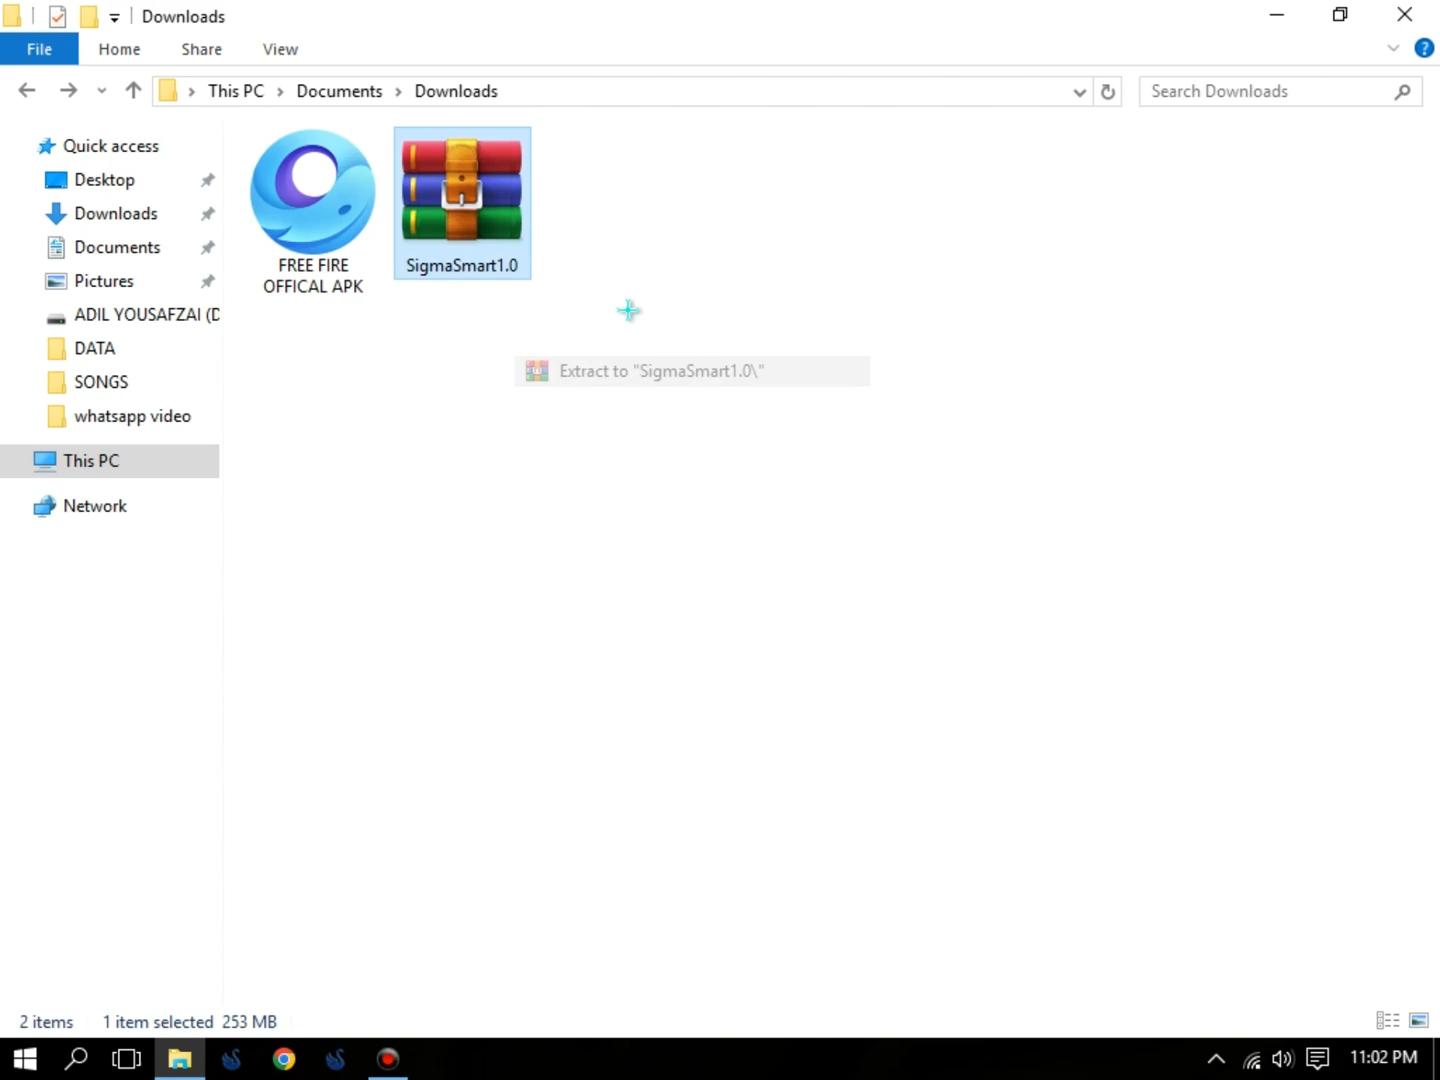 Downloads
File
Home
Share
View
This PC
Documents
Downloads
Search Downloads
Quick access
Desktop
Downloads
Documents
Pictures
ADIL YOUSAFZAI (D
DATA
SONGS
whatsapp video
This PC
Network
FREE FIRE
OFFICAL APK
SigmaSmart1.0
Extract to "SigmaSmart1.0\"
2 items
1 item selected 253 MB
11:02 PM